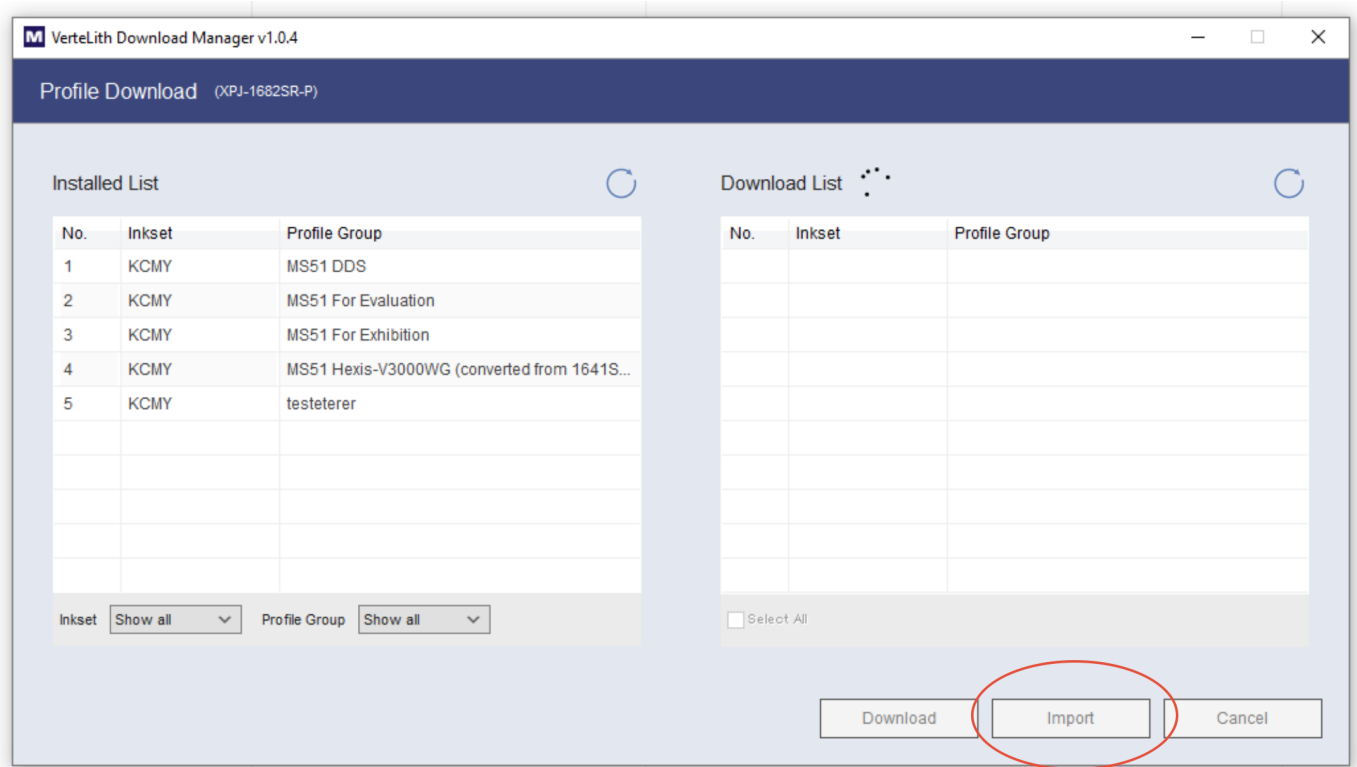 M VerteLith Download Manager v1.0.4
Profile Download (XPJ-1682SR-P)
Installed List
No. Inkset Profile Group
1 KCMY MS51 DDS
2 KCMY MS51 For Evaluation
3 KCMY MS51 For Exhibition
4 KCMY MS51 Hexis-V3000WG (converted from 1641S...
5 KCMY testeterer
Inkset Show all Profile Group Show all
Download List
No. Inkset Profile Group
Select All
Download Import Cancel